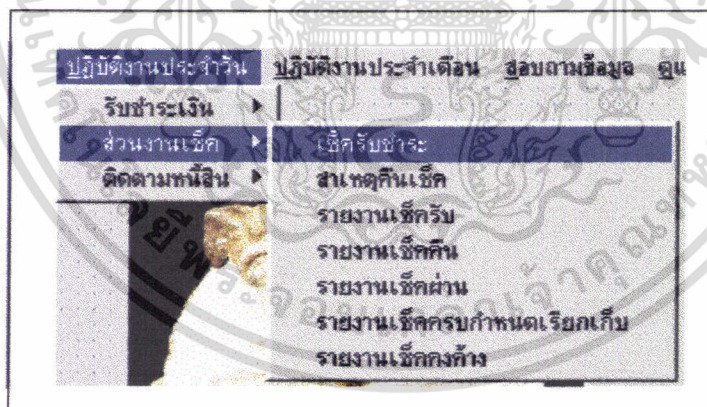 ปฏิบัติงานประจำวัน ปฏิบัติงานประจำเดือน สอบถามข้อมูล ดูแ
รับชำระเงิน
ส่วนงานเช็ค เช็ครับชำระ
ติดตามหนี้สิน สาเหตุคืนเช็ค
รายงานเช็ครับ
รายงานเช็คคืน
รายงานเช็คผ่าน
รายงานเช็คครบกำหนดเรียกเก็บ
รายงานเช็คคงค้าง